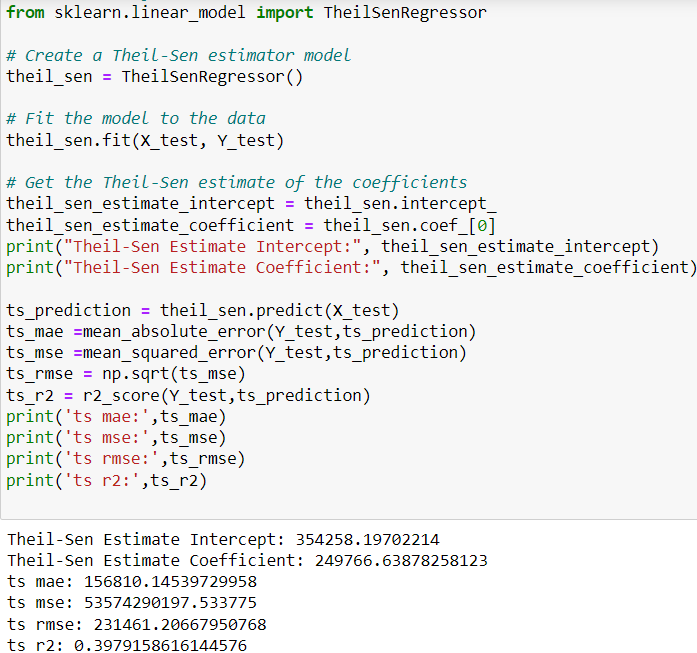 from sklearn.linear_model import TheilSenRegressor
# Create a Theil-Sen estimator model
theil_sen = TheilSenRegressor()
# Fit the model to the data
theil_sen.fit(X_test, Y_test)
# Get the Theil-Sen estimate of the coefficients
theil_sen_estimate_intercept = theil_sen.intercept_
theil_sen_estimate_coefficient = theil_sen.coef_[0]
print("Theil-Sen Estimate Intercept:", theil_sen_estimate_intercept)
print("Theil-Sen Estimate Coefficient:", theil_sen_estimate_coefficient)
ts_prediction = theil_sen.predict(X_test)
ts_mae =mean_absolute_error(Y_test,ts_prediction)
ts_mse =mean_squared_error(Y_test,ts_prediction)
ts_rmse = np.sqrt(ts_mse)
ts_r2 = r2_score(Y_test,ts_prediction)
print('ts mae:',ts_mae)
print('ts mse:',ts_mse)
print('ts rmse:',ts_rmse)
print('ts r2:',ts_r2)
Theil-Sen Estimate Intercept: 354258.19702214
Theil-Sen Estimate Coefficient: 249766.63878258123
ts mae: 156810.14539729958
ts mse: 53574290197.533775
ts rmse: 231461.20667950768
ts r2: 0.3979158616144576